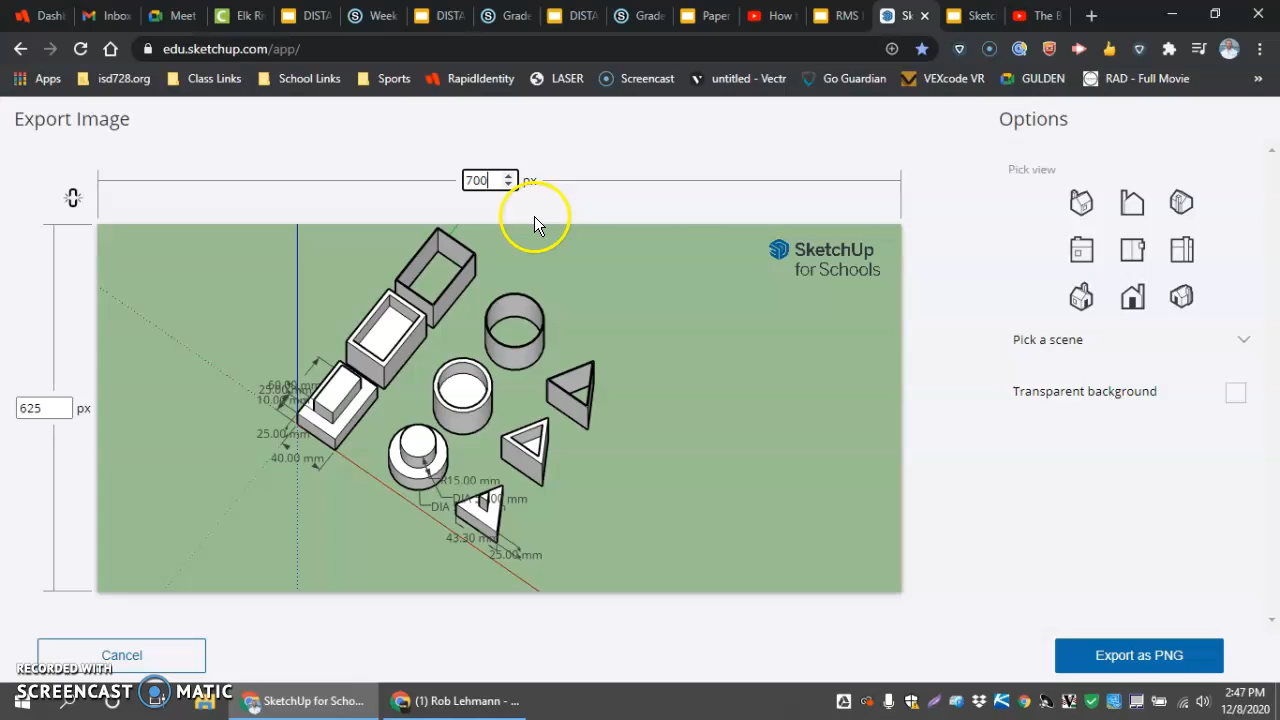 Dash
Inbox
Meet
Elk R
DISTA
Week
DISTA
Grade
DISTA
Grade
Paper
How t
RMS
Sk
Sketc
The B
edu.sketchup.com/app/
Apps
isd728.org
Class Links
School Links
Sports
RapidIdentity
LASER
Screencast
untitled - Vectr
Go Guardian
VEXcode VR
GULDEN
RAD - Full Movie
»
Export Image
Options
700 px
Pick view
SketchUp
for Schools
Pick a scene
Transparent background
625 px
10.00 mm
25.00 mm
40.00 mm
R15.00 mm
43.30 mm
25.00 mm
Cancel
Export as PNG
RECORDED WITH
SCREENCAST MATIC
SketchUp for Scho...
(1) Rob Lehmann - ...
2:47 PM
12/8/2020